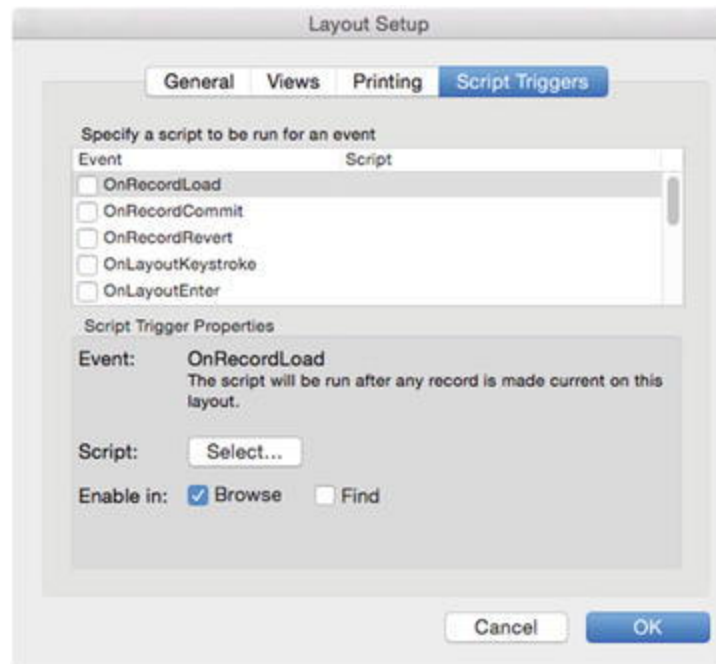 Layout Setup
General Views Printing Script Triggers
Specify a script to be run for an event
Event Script
OnRecordLoad
OnRecordCommit
OnRecordRevert
OnLayoutKeystroke
OnLayoutEnter
Script Trigger Properties
Event: OnRecordLoad
The script will be run after any record is made current on this
layout.
Script: Select...
Enable in: Browse Find
Cancel OK